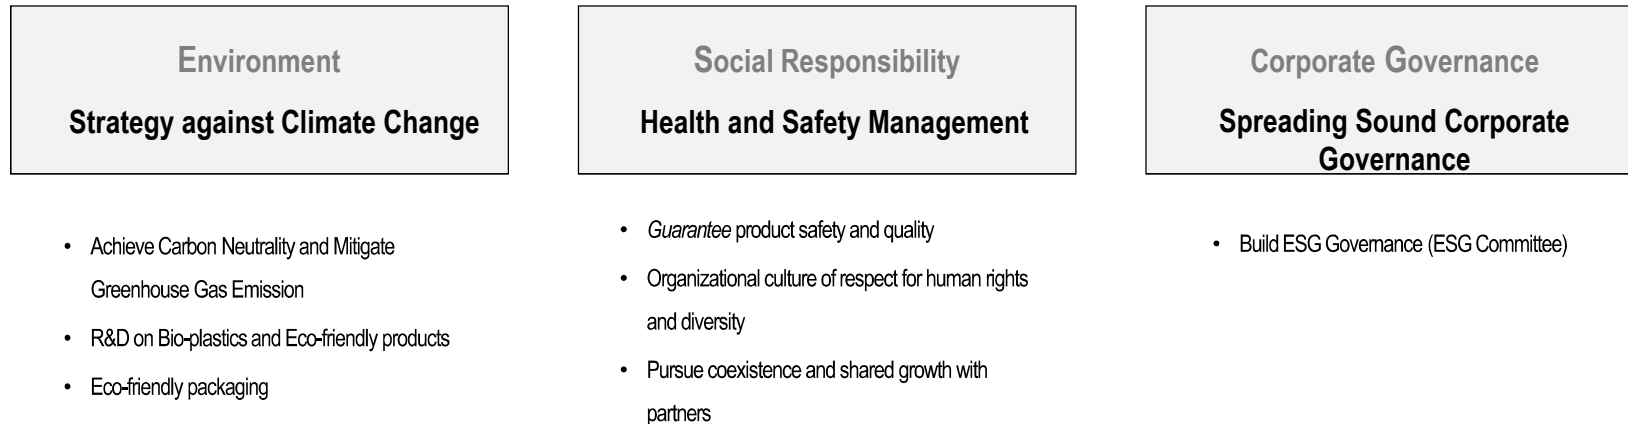 Environment
Strategy against Climate Change
• Achieve Carbon Neutrality and Mitigate
Greenhouse Gas Emission
• R&D on Bio-plastics and Eco-friendly products
• Eco-friendly packaging
Social Responsibility
Health and Safety Management
• Guarantee product safety and quality
• Organizational culture of respect for human rights
and diversity
• Pursue coexistence and shared growth with
partners
Corporate Governance
Spreading Sound Corporate
Governance
• Build ESG Governance (ESG Committee)